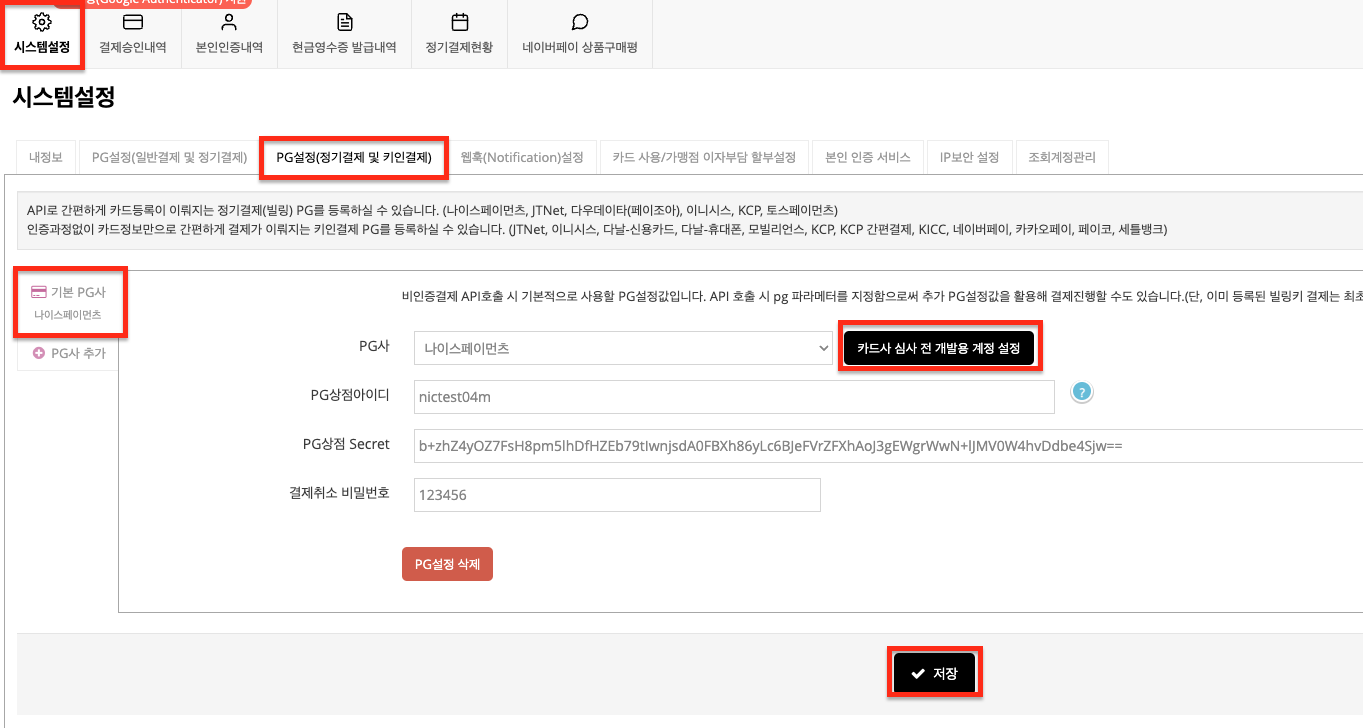 (Google Authenticator) 지원
시스템설정
결제승인내역
본인인증내역
현금영수증 발급내역
정기결제현황
네이버페이 상품구매평
시스템설정
내정보
PG설정(일반결제 및 정기결제)
PG설정(정기결제 및 키인결제)
웹훅(Notification)설정
카드 사용/가맹점 이자부담 할부설정
본인 인증 서비스
IP보안 설정
조회계정관리
API로 간편하게 카드등록이 이뤄지는 정기결제(빌링) PG를 등록하실 수 있습니다. (나이스페이먼츠, JTNet, 다우데이타(페이조아), 이니시스, KCP, 토스페이먼츠)
인증과정없이 카드정보만으로 간편하게 결제가 이뤄지는 키인결제 PG를 등록하실 수 있습니다. (JTNet, 이니시스, 다날-신용카드, 다날-휴대폰, 모빌리언스, KCP, KCP 간편결제, KICC, 네이버페이, 카카오페이, 페이코, 세틀뱅크)
기본 PG사
나이스페이먼츠
PG사 추가
비인증결제 API호출 시 기본적으로 사용할 PG설정값입니다. API 호출 시 pg 파라메터를 지정함으로써 추가 PG설정값을 활용해 결제진행할 수도 있습니다.(단, 이미 등록된 빌링키 결제는 최초
PG사
나이스페이먼츠
카드사 심사 전 개발용 계정 설정
PG상점아이디
nictest04m
?
PG상점 Secret
b+zhZ4yOZ7FsH8pm5lhDfHZEb79tIwnjsdA0FBXh86yLc6BJeFVrZFXhAoJ3gEWgrWwN+lJMV0W4hvDdbe4Sjw==
결제취소 비밀번호
123456
PG설정 삭제
저장